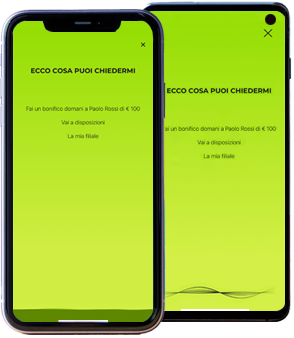 ECCO COSA PUOI CHIEDERMI
Fai un bonifico domani a Paolo Rossi di € 100
Vai a disposizioni
La mia filiale
ECCO COSA PUOI CHIEDERMI
ai un bonifico domani a Paolo Rossi di € 100
Vai a disposizioni
La mia filiale